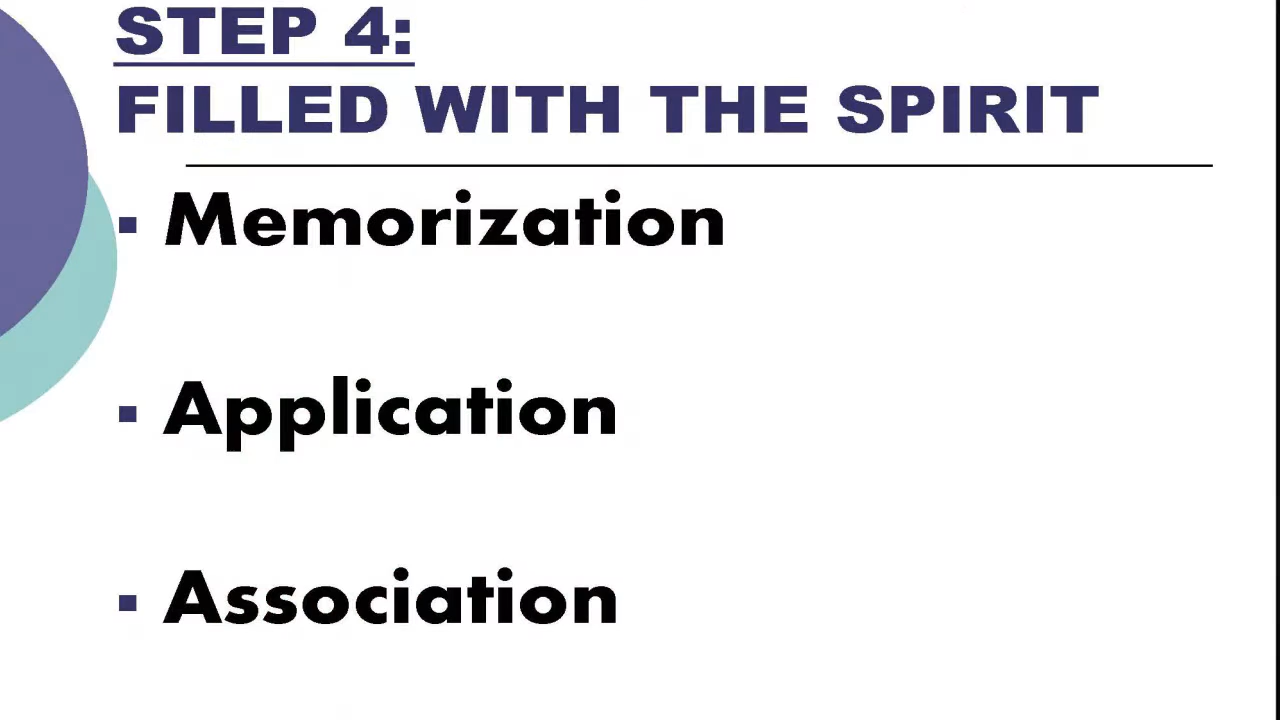 STEP 4:
FILLED WITH THE SPIRIT
Memorization
Application
Association